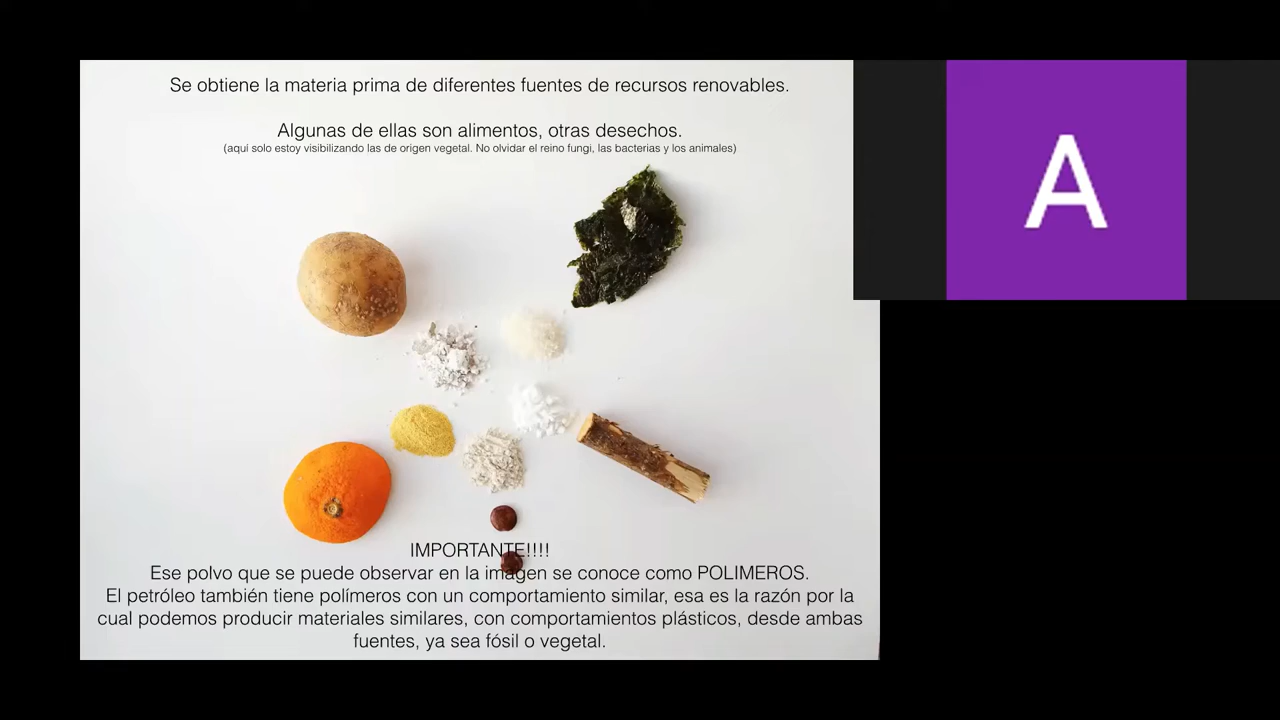 Se obtiene la materia prima de diferentes fuentes de recursos renovables.
Algunas de ellas son alimentos, otras desechos.
(aquí solo estoy visibilizando las de origen vegetal. No olvidar el reino fungi, las bacterias y los animales)
A
IMPORTANTE!!!!
Ese polvo que se puede observar en la imagen se conoce como POLIMEROS.
El petróleo también tiene polímeros con un comportamiento similar, esa es la razón por la
cual podemos producir materiales similares, con comportamientos plásticos, desde ambas
fuentes, ya sea fósil o vegetal.